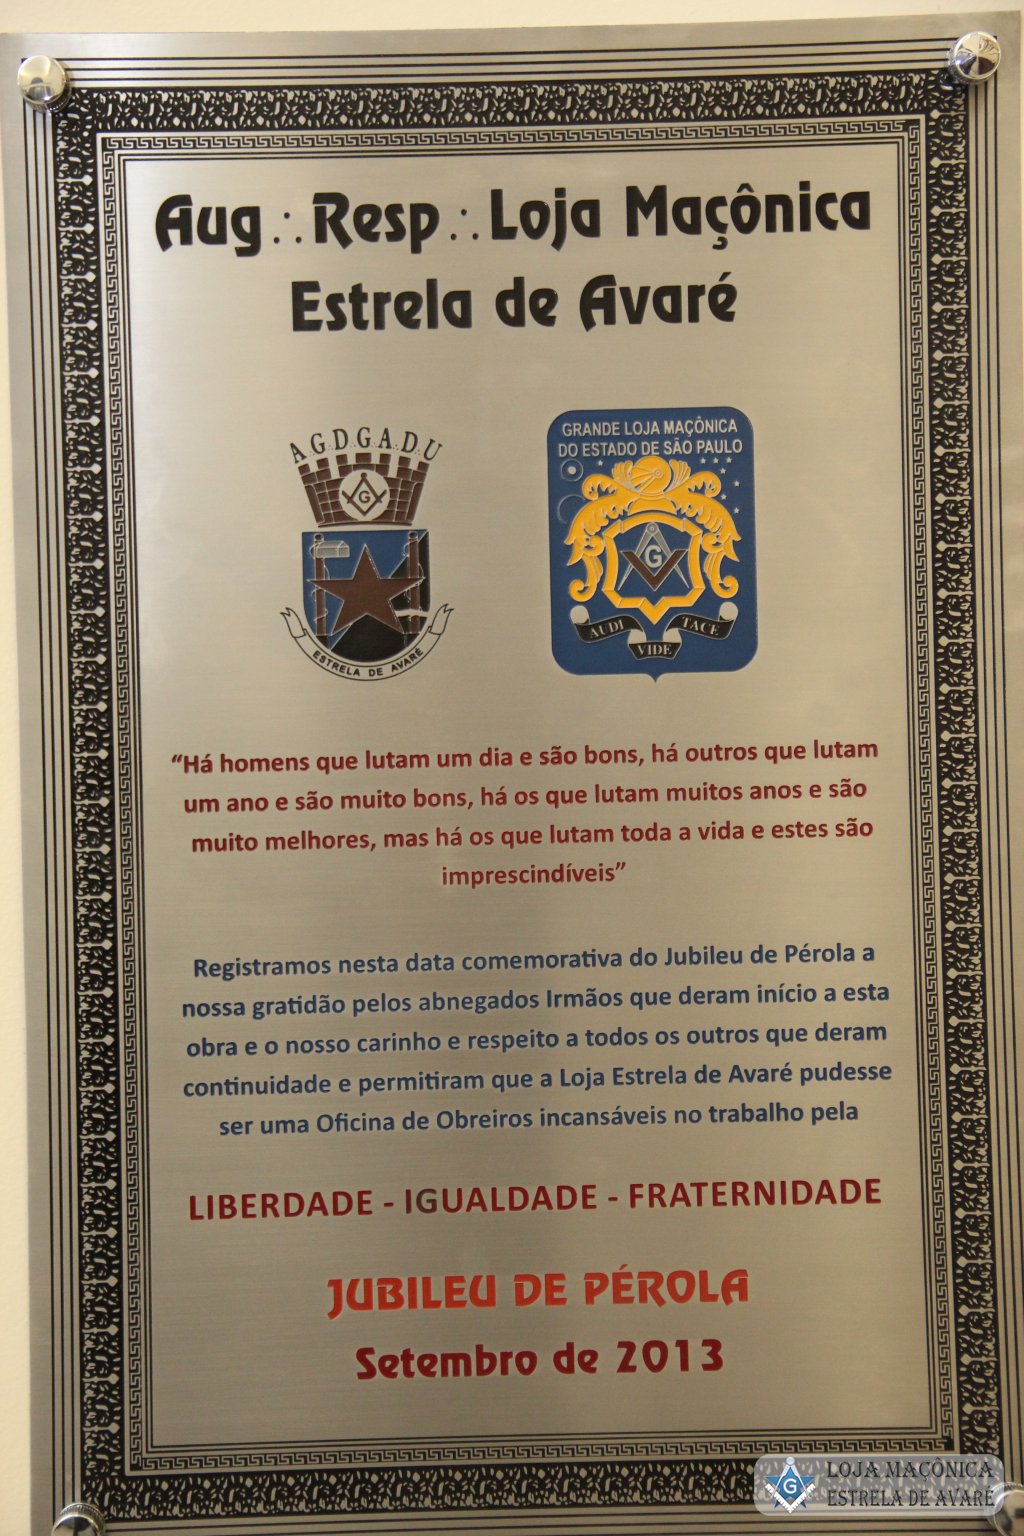 Aug∴Resp∴Loja Maçônica
Estrela de Avaré
A.G.D.G.A.D.U
G
ESTRELA DE AVARÉ
GRANDE LOJA MAÇÔNICA
DO ESTADO DE SÃO PAULO
G
AUDI VIDE TACE
“Há homens que lutam um dia e são bons, há outros que lutam
um ano e são muito bons, há os que lutam muitos anos e são
muito melhores, mas há os que lutam toda a vida e estes são
imprescindíveis”
Registramos nesta data comemorativa do Jubileu de Pérola a
nossa gratidão pelos abnegados Irmãos que deram início a esta
obra e o nosso carinho e respeito a todos os outros que deram
continuidade e permitiram que a Loja Estrela de Avaré pudesse
ser uma Oficina de Obreiros incansáveis no trabalho pela
LIBERDADE - IGUALDADE - FRATERNIDADE
JUBILEU DE PÉROLA
Setembro de 2013
G
LOJA MAÇÔNICA
ESTRELA DE AVARÉ